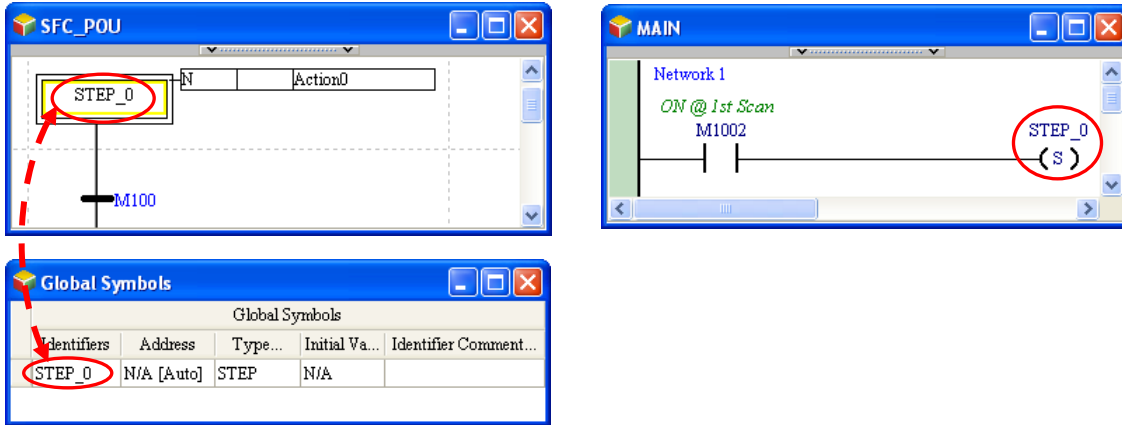 SFC_POU
N Action0
STEP_0
M100
MAIN
Network 1
ON @ 1st Scan
M1002
STEP_0
S
Global Symbols
Global Symbols
Identifiers Address Type... Initial Va... Identifier Comment...
STEP_0 N/A [Auto] STEP N/A